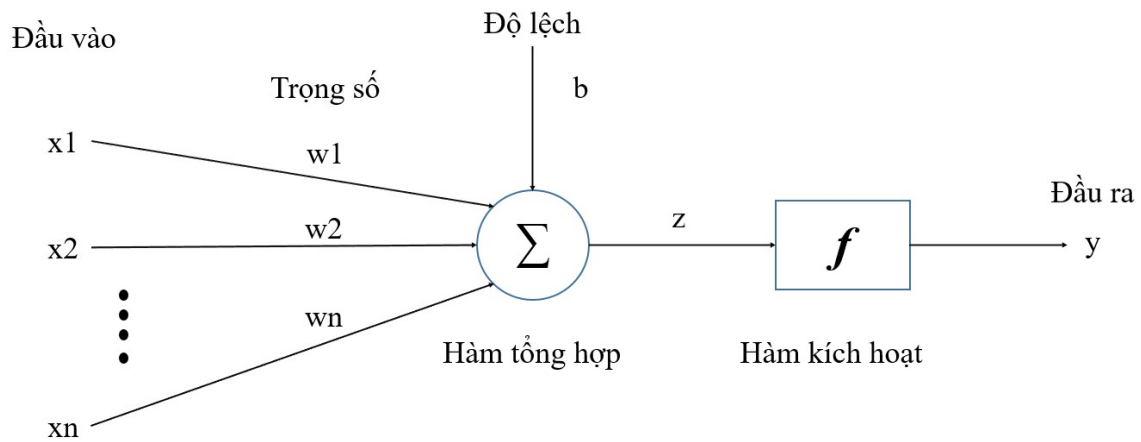 Đầu vào
Độ lệch
Trọng số
b
x1
w1
Đầu ra
x2
w2
∑
z
f
y
wn
Hàm tổng hợp
Hàm kích hoạt
xn